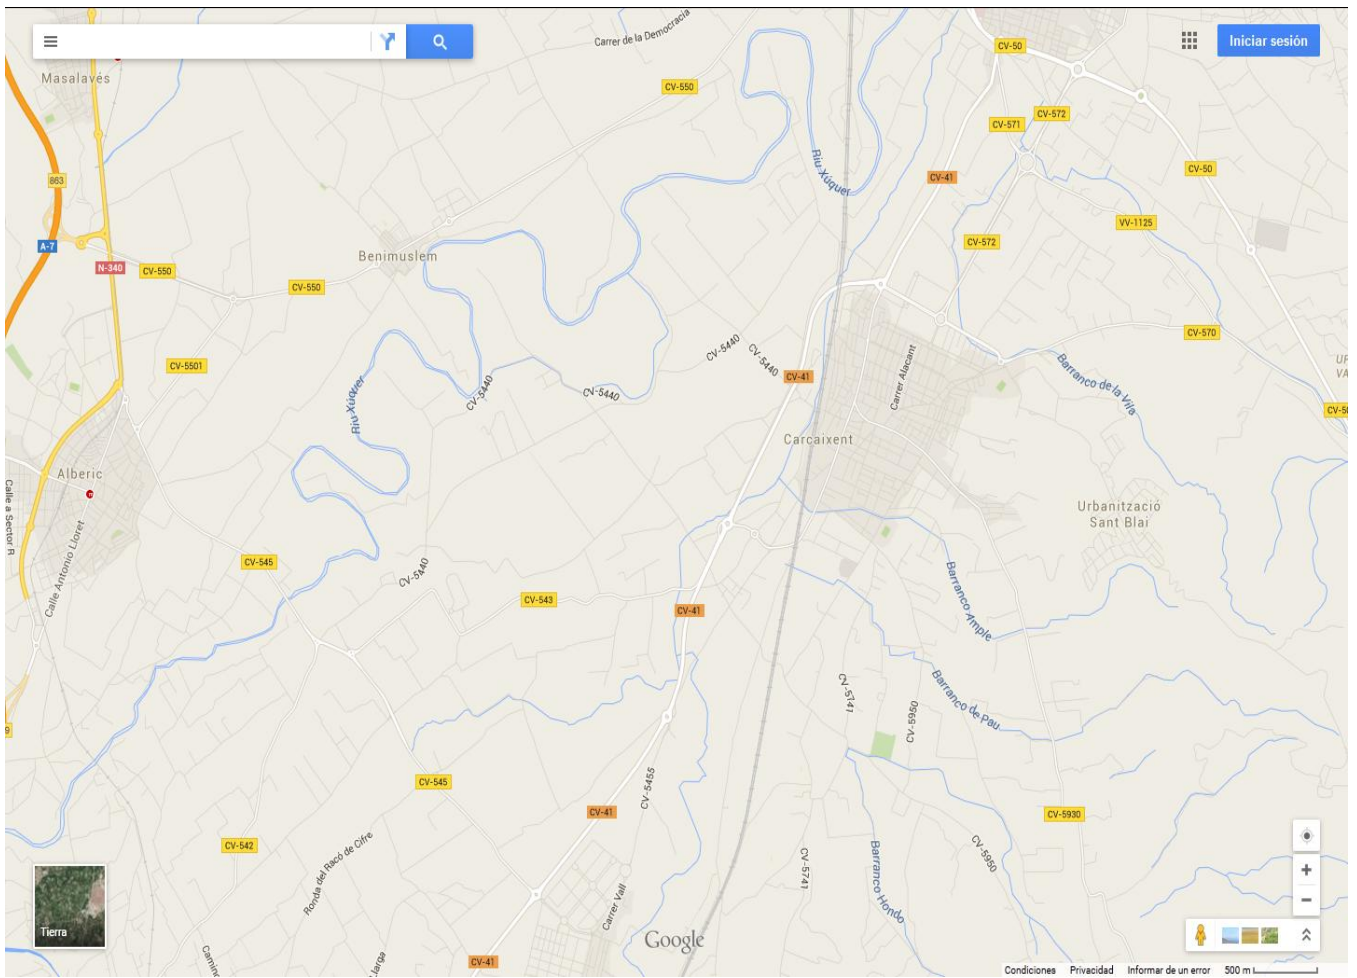 Carrer de la Democracia
CV-50
Iniciar sesión
Masalavés
CV-550
CV-572
CV-571
Riu Xúquer
CV-50
863
CV-41
VV-1125
A-7
CV-572
Benimuslem
N-340
CV-550
CV-550
CV-570
CV-5440
CV-5440
CV-5501
CV-41
Carrer Alacant
Barranco de la Vila
Riu Xúquer
CV-5440
CV-5440
Carcaixent
Alberic
Calle a Sector R
Urbanització
Sant Blai
Calle Antonio Lloret
CV-545
CV-5440
CV-543
CV-41
Barranco Ample
CV-5741
Barranco de Pau
CV-5950
CV-545
CV-5455
CV-41
CV-5930
CV-542
Ronda del Racó de Cifre
CV-5741
Barranco Hondo
CV-5950
Carrer Vall
Tierra
Google
Camino
Llarga
CV-41
Condiciones Privacidad Informar de un error 500 m